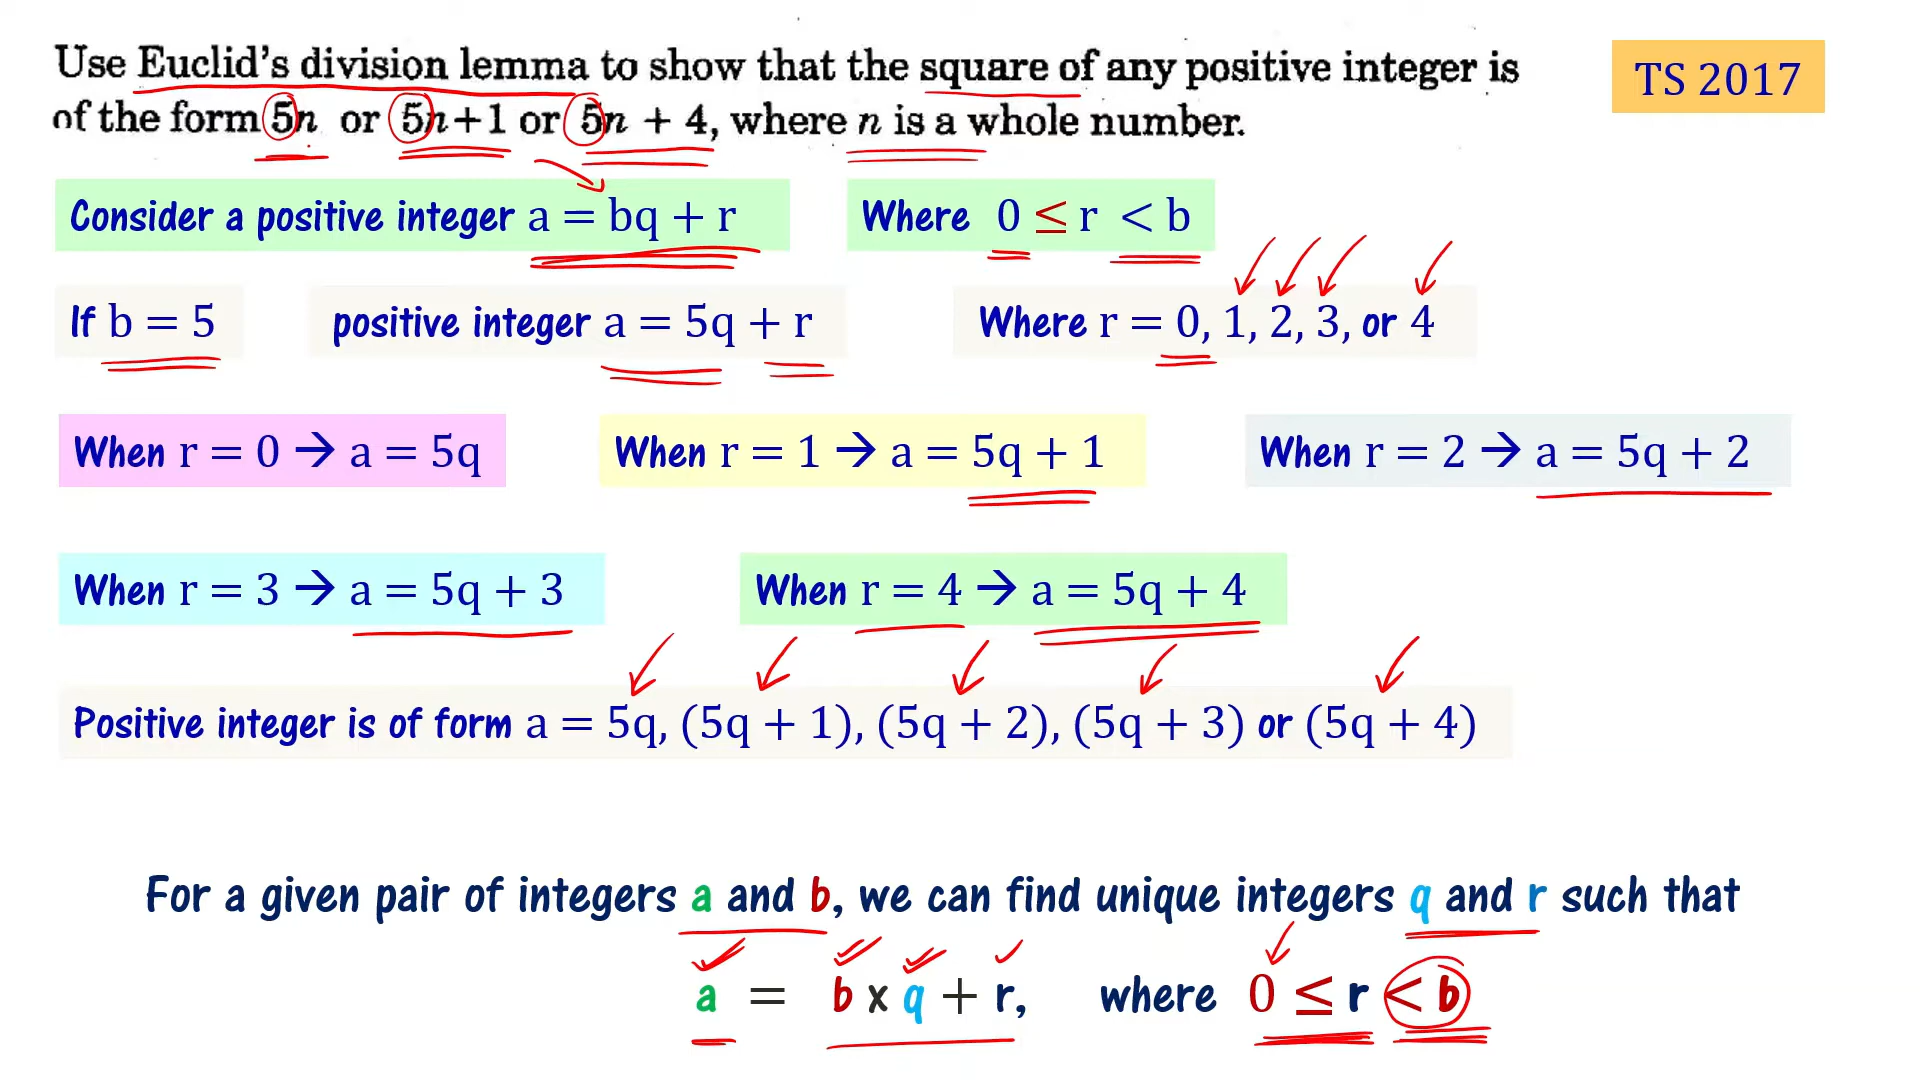 Use Euclid's division lemma to show that the square of any positive integer is
of the form 5n or 5n+1 or 5n + 4, where n is a whole number.
TS 2017
Consider a positive integer a = bq + r
Where 0 ≤ r < b
If b = 5
positive integer a = 5q + r
Where r = 0, 1, 2, 3, or 4
When r = 0 → a = 5q
When r = 1 → a = 5q + 1
When r = 2 → a = 5q + 2
When r = 3 → a = 5q + 3
When r = 4 → a = 5q + 4
Positive integer is of form a = 5q, (5q + 1), (5q + 2), (5q + 3) or (5q + 4)
For a given pair of integers a and b, we can find unique integers q and r such that
a = b x q + r, where 0 ≤ r < b